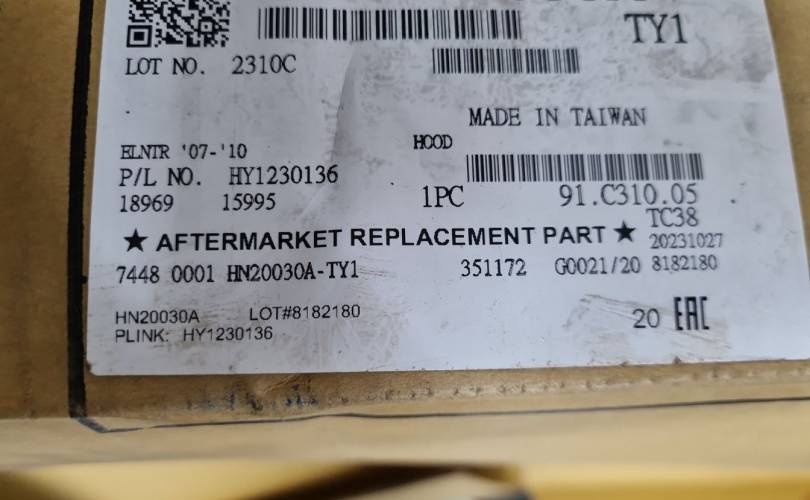 TY1
LOT NO. 2310C
MADE IN TAIWAN
ELNTR '07-'10 HOOD
P/L NO. HY1230136
18969 15995 1PC 91.C310.05
TC38
★ AFTERMARKET REPLACEMENT PART ★ 20231027
7448 0001 HN20030A-TY1 351172 G0021/20 8182180
HN20030A LOT#8182180
20 EAC
PLINK: HY1230136